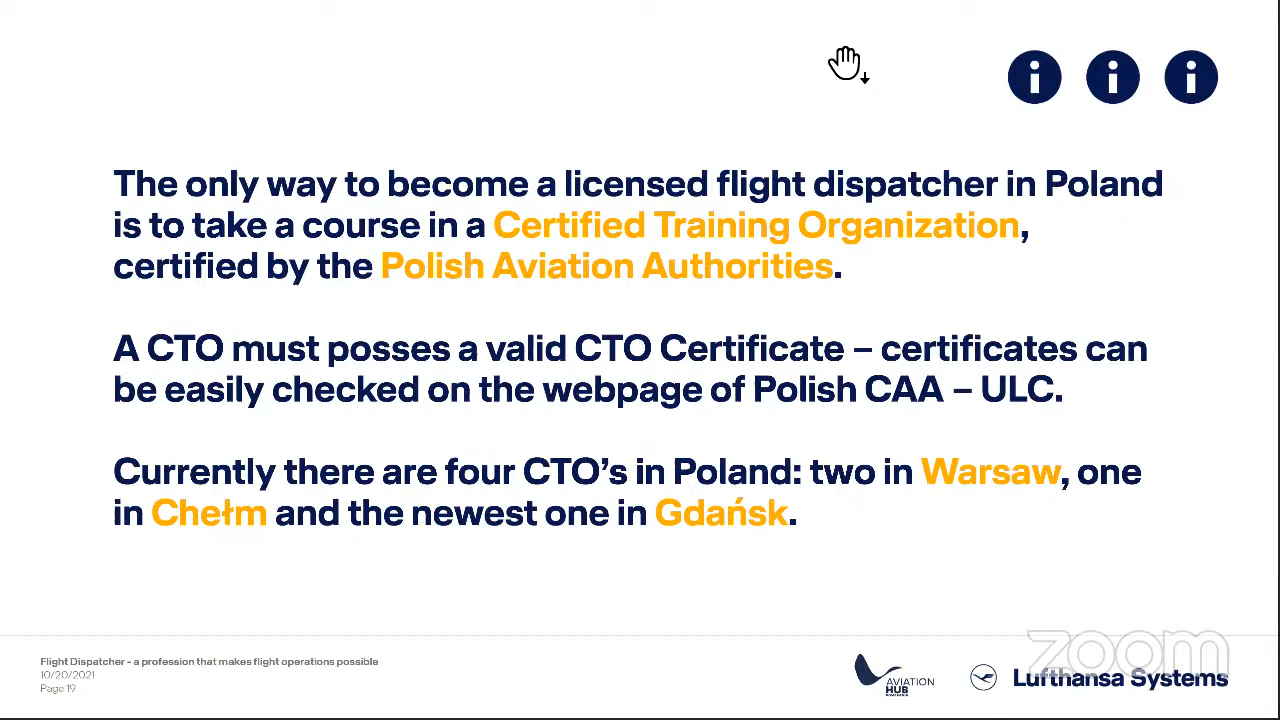 The only way to become a licensed flight dispatcher in Poland
is to take a course in a Certified Training Organization,
certified by the Polish Aviation Authorities.
A CTO must posses a valid CTO Certificate – certificates can
be easily checked on the webpage of Polish CAA – ULC.
Currently there are four CTO’s in Poland: two in Warsaw, one
in Chełm and the newest one in Gdańsk.
Flight Dispatcher - a profession that makes flight operations possible
10/20/2021
Page 19
AVIATION
HUB
Lufthansa Systems
zoom